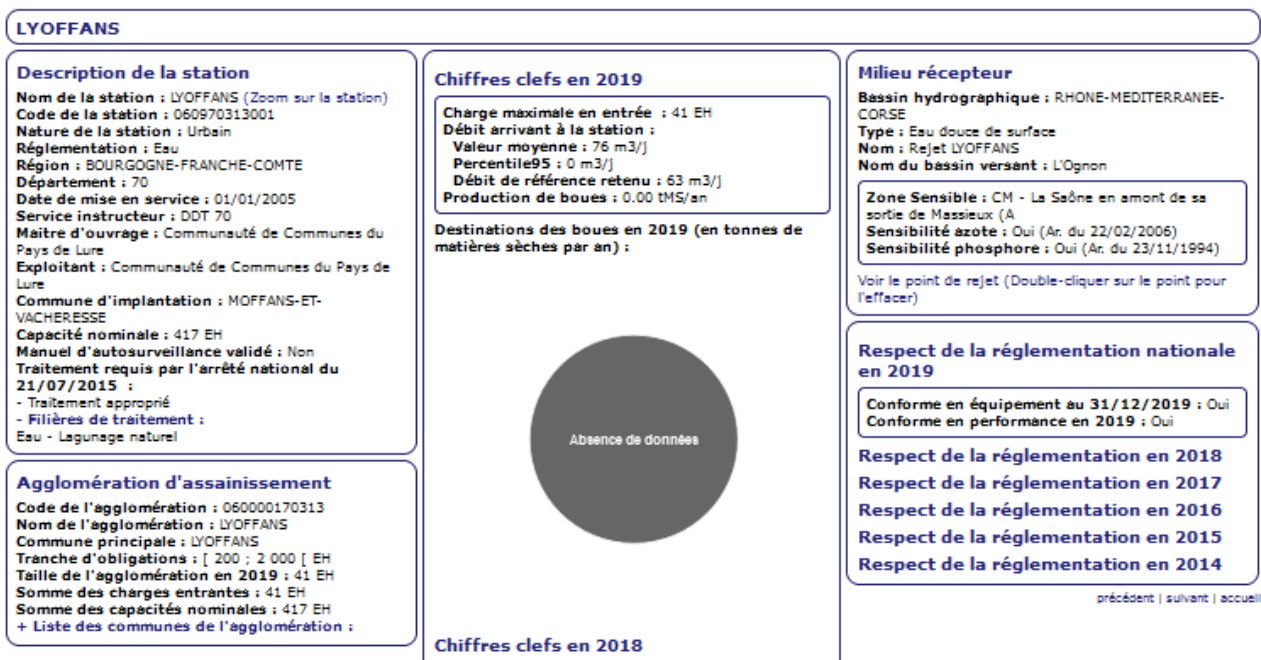 LYOFFANS
Description de la station
Nom de la station : LYOFFANS (Zoom sur la station)
Code de la station : 060970313001
Nature de la station : Urbain
Réglementation : Eau
Région : BOURGOGNE-FRANCHE-COMTE
Département : 70
Date de mise en service : 01/01/2005
Service instructeur : DDT 70
Maitre d'ouvrage : Communauté de Communes du
Pays de Lure
Exploitant : Communauté de Communes du Pays de
Lure
Commune d'implantation : MOFFANS-ET-
VACHERESSE
Capacité nominale : 417 EH
Manuel d'autosurveillance validé : Non
Traitement requis par l'arrêté national du
21/07/2015 :
- Traitement approprié
- Filières de traitement :
Eau - Lagunage naturel
Agglomération d'assainissement
Code de l'agglomération : 060000170313
Nom de l'agglomération : LYOFFANS
Commune principale : LYOFFANS
Tranche d'obligations : [ 200 ; 2 000 [ EH
Taille de l'agglomération en 2019 : 41 EH
Somme des charges entrantes : 41 EH
Somme des capacités nominales : 417 EH
+ Liste des communes de l'agglomération :
Chiffres clefs en 2019
Charge maximale en entrée : 41 EH
Débit arrivant à la station :
Valeur moyenne : 76 m3/j
Percentile95 : 0 m3/j
Débit de référence retenu : 63 m3/j
Production de boues : 0.00 tMS/an
Destinations des boues en 2019 (en tonnes de
matières sèches par an) :
Absence de données
Chiffres clefs en 2018
Milieu récepteur
Bassin hydrographique : RHONE-MEDITERRANEE-
CORSE
Type : Eau douce de surface
Nom : Rejet LYOFFANS
Nom du bassin versant : L'Ognon
Zone Sensible : CM - La Saône en amont de sa
sortie de Massieux (A
Sensibilité azote : Oui (Ar. du 22/02/2006)
Sensibilité phosphore : Oui (Ar. du 23/11/1994)
Voir le point de rejet (Double-cliquer sur le point pour
l'effacer)
Respect de la réglementation nationale
en 2019
Conforme en équipement au 31/12/2019 : Oui
Conforme en performance en 2019 : Oui
Respect de la réglementation en 2018
Respect de la réglementation en 2017
Respect de la réglementation en 2016
Respect de la réglementation en 2015
Respect de la réglementation en 2014
précédent | suivant | accueil